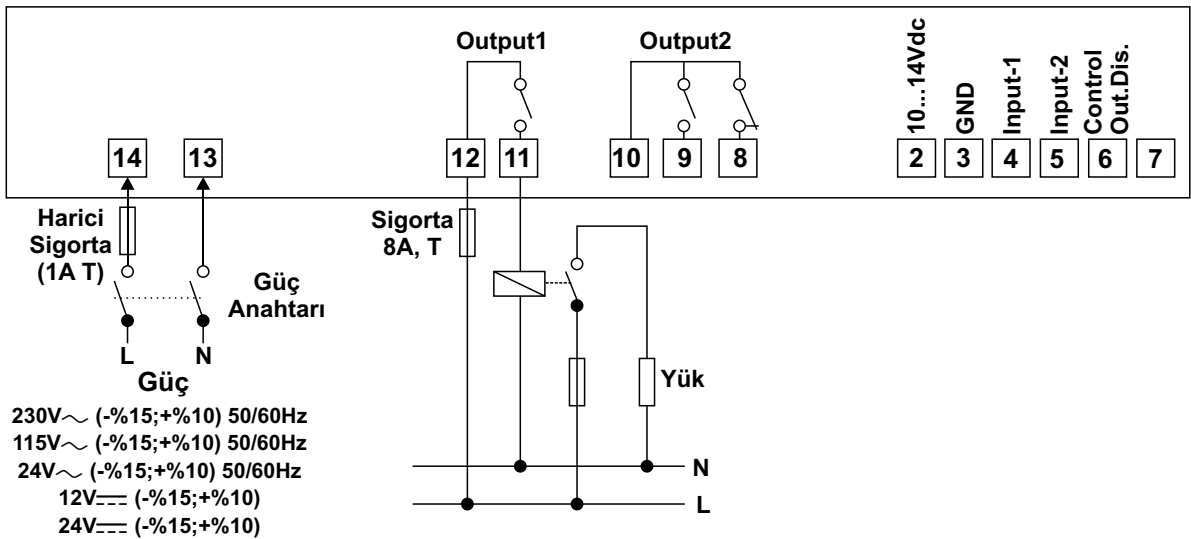 Output1
Output2
10...14Vdc
GND
Input-1
Input-2
Control
Out.Dis.
14
13
12
11
10
9
8
2
3
4
5
6
7
Harici
Sigorta
(1A T)
Güç
Anahtarı
L
N
Güç
230V～ (-%15;+%10) 50/60Hz
115V～ (-%15;+%10) 50/60Hz
24V～ (-%15;+%10) 50/60Hz
12V⎓ (-%15;+%10)
24V⎓ (-%15;+%10)
Sigorta
8A, T
Yük
N
L